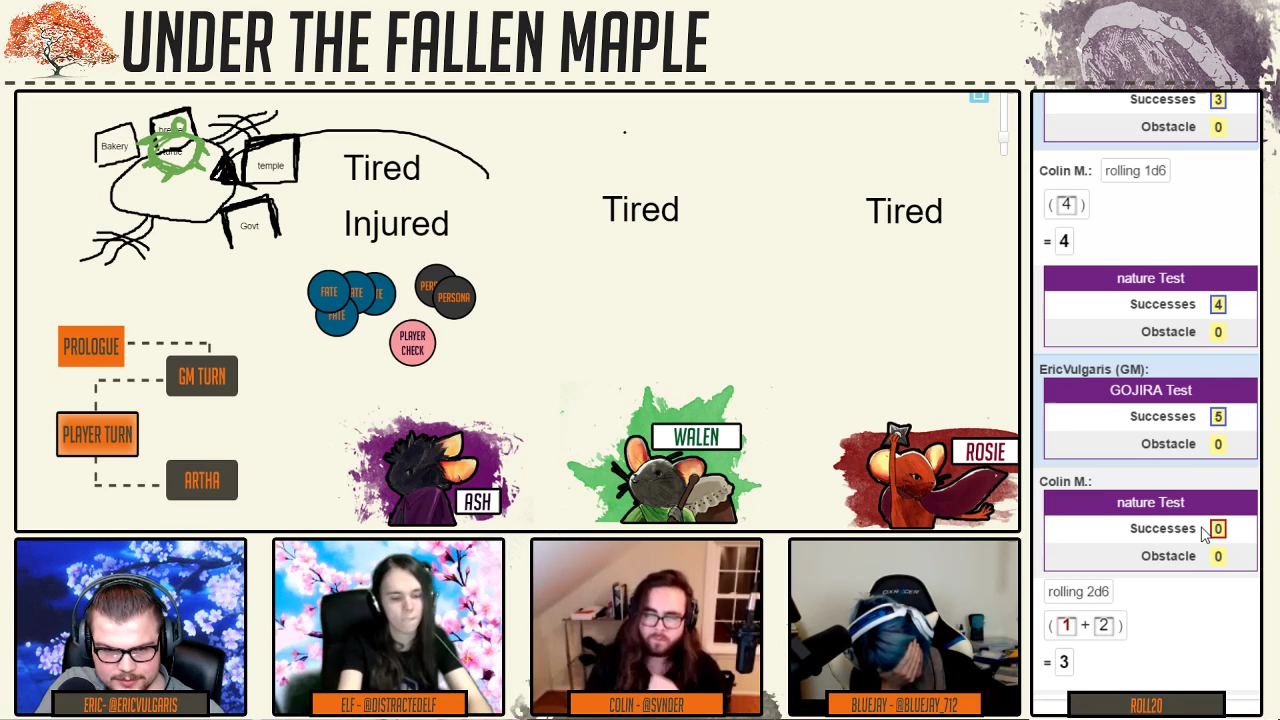 UNDER THE FALLEN MAPLE
Bakery
temple
Govt
Tired
Injured
Tired
Tired
FATE
FATE
PERSONA
PLAYER
CHECK
PROLOGUE
GM TURN
PLAYER TURN
ARTHA
ASH
WALEN
ROSIE
Successes 3
Obstacle 0
Colin M.: rolling 1d6
( 4 )
= 4
nature Test
Successes 4
Obstacle 0
EricVulgaris (GM):
GOJIRA Test
Successes 5
Obstacle 0
Colin M.:
nature Test
Successes 0
Obstacle 0
rolling 2d6
( 1 + 2 )
= 3
ERIC- @ERICVULGARIS
ELF - @DISTRACTEDELF
COLIN - @SVNDER
BLUEJAY - @BLUEJAY_712
ROLL20